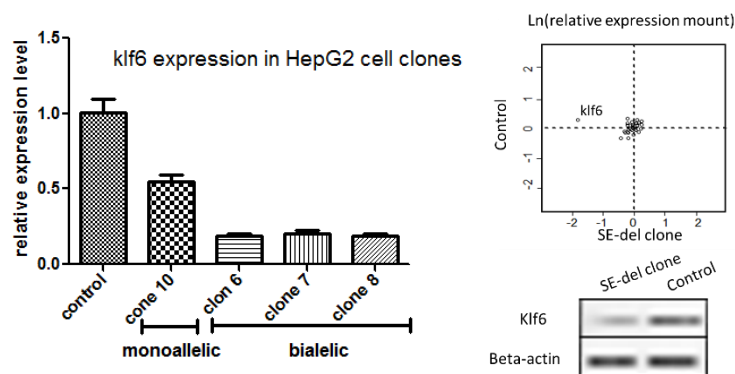 klf6 expression in HepG2 cell clones
relative expression level
1.5
1.0
0.5
0.0
control
cone 10
clon 6
clone 7
clone 8
monoallelic
bialelic
Ln(relative expression mount)
Control
2
1
0
-1
-2
klf6
-2
-1
0
1
2
SE-del clone
SE-del clone
Control
Klf6
Beta-actin